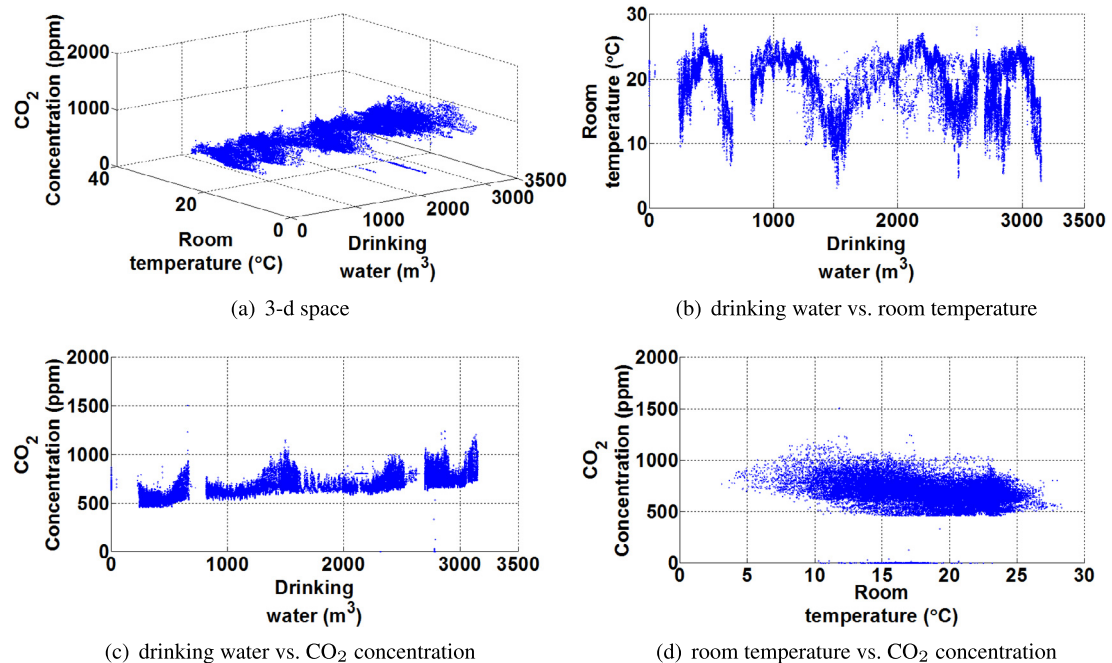 CO2
Concentration (ppm)
2000
1000
0
40
20
0
Room
temperature (°C)
0
1000
2000
3000
3500
Drinking
water (m3)
(a) 3-d space
Room
temperature (°C)
30
20
10
0
0 1000 2000 3000 3500
Drinking
water (m3)
(b) drinking water vs. room temperature
CO2
Concentration (ppm)
2000
1500
1000
500
0
0 1000 2000 3000 3500
Drinking
water (m3)
(c) drinking water vs. CO2 concentration
CO2
Concentration (ppm)
2000
1500
1000
500
0
0 5 10 15 20 25 30
Room
temperature (°C)
(d) room temperature vs. CO2 concentration